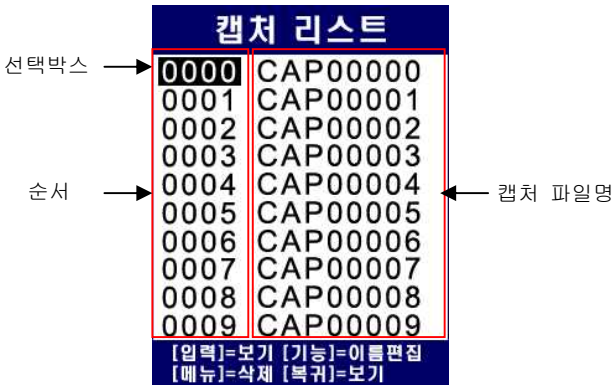 캡처 리스트
선택박스
0000 CAP00000
0001 CAP00001
0002 CAP00002
0003 CAP00003
순서
0004 CAP00004
캡처 파일명
0005 CAP00005
0006 CAP00006
0007 CAP00007
0008 CAP00008
0009 CAP00009
[입력]=보기 [기능]=이름편집
[메뉴]=삭제 [복귀]=보기